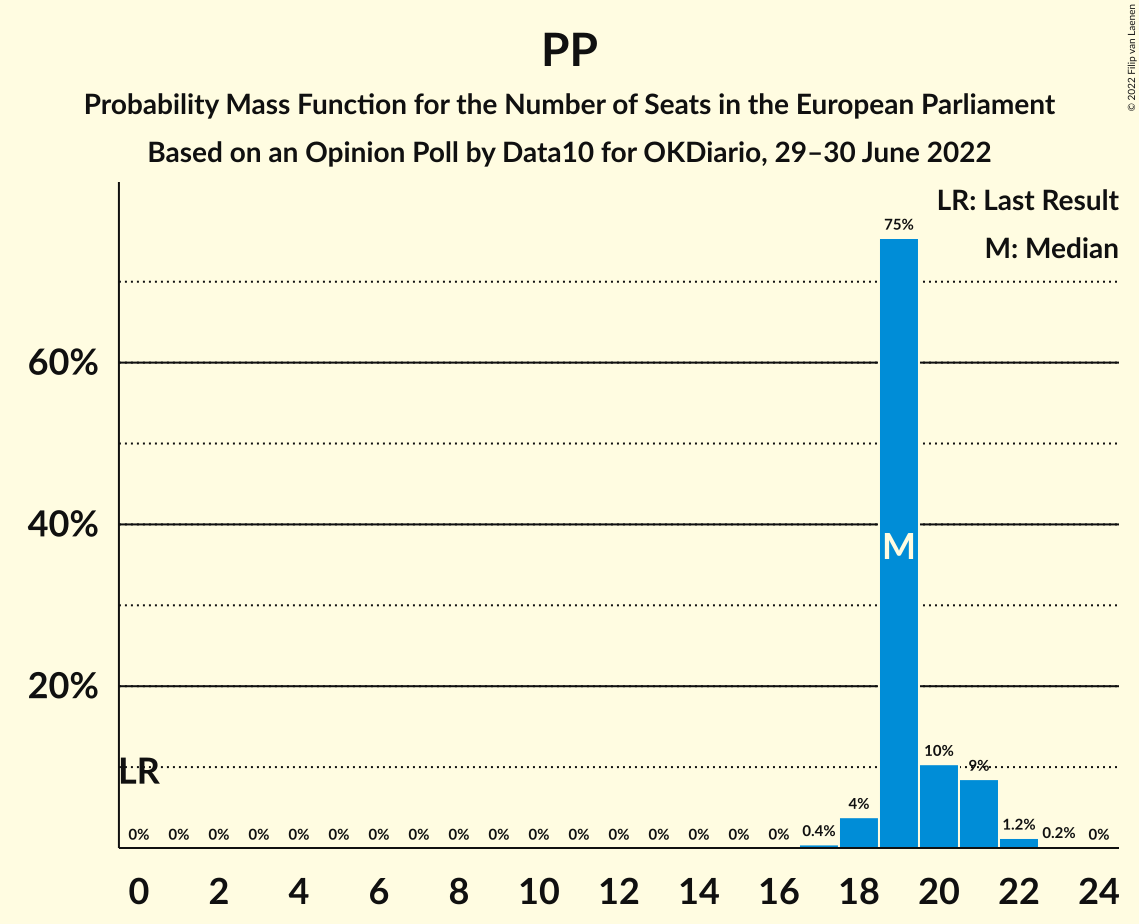 © 2022 Filip van Laenen
PP
Probability Mass Function for the Number of Seats in the European Parliament
Based on an Opinion Poll by Data10 for OKDiario, 29–30 June 2022
LR: Last Result
M: Median
75%
60%
40%
M
20%
10%
9%
LR
4%
0% 0% 0% 0% 0% 0% 0% 0% 0% 0% 0% 0% 0% 0% 0% 0% 0% 0.4% 1.2% 0.2% 0%
0 2 4 6 8 10 12 14 16 18 20 22 24